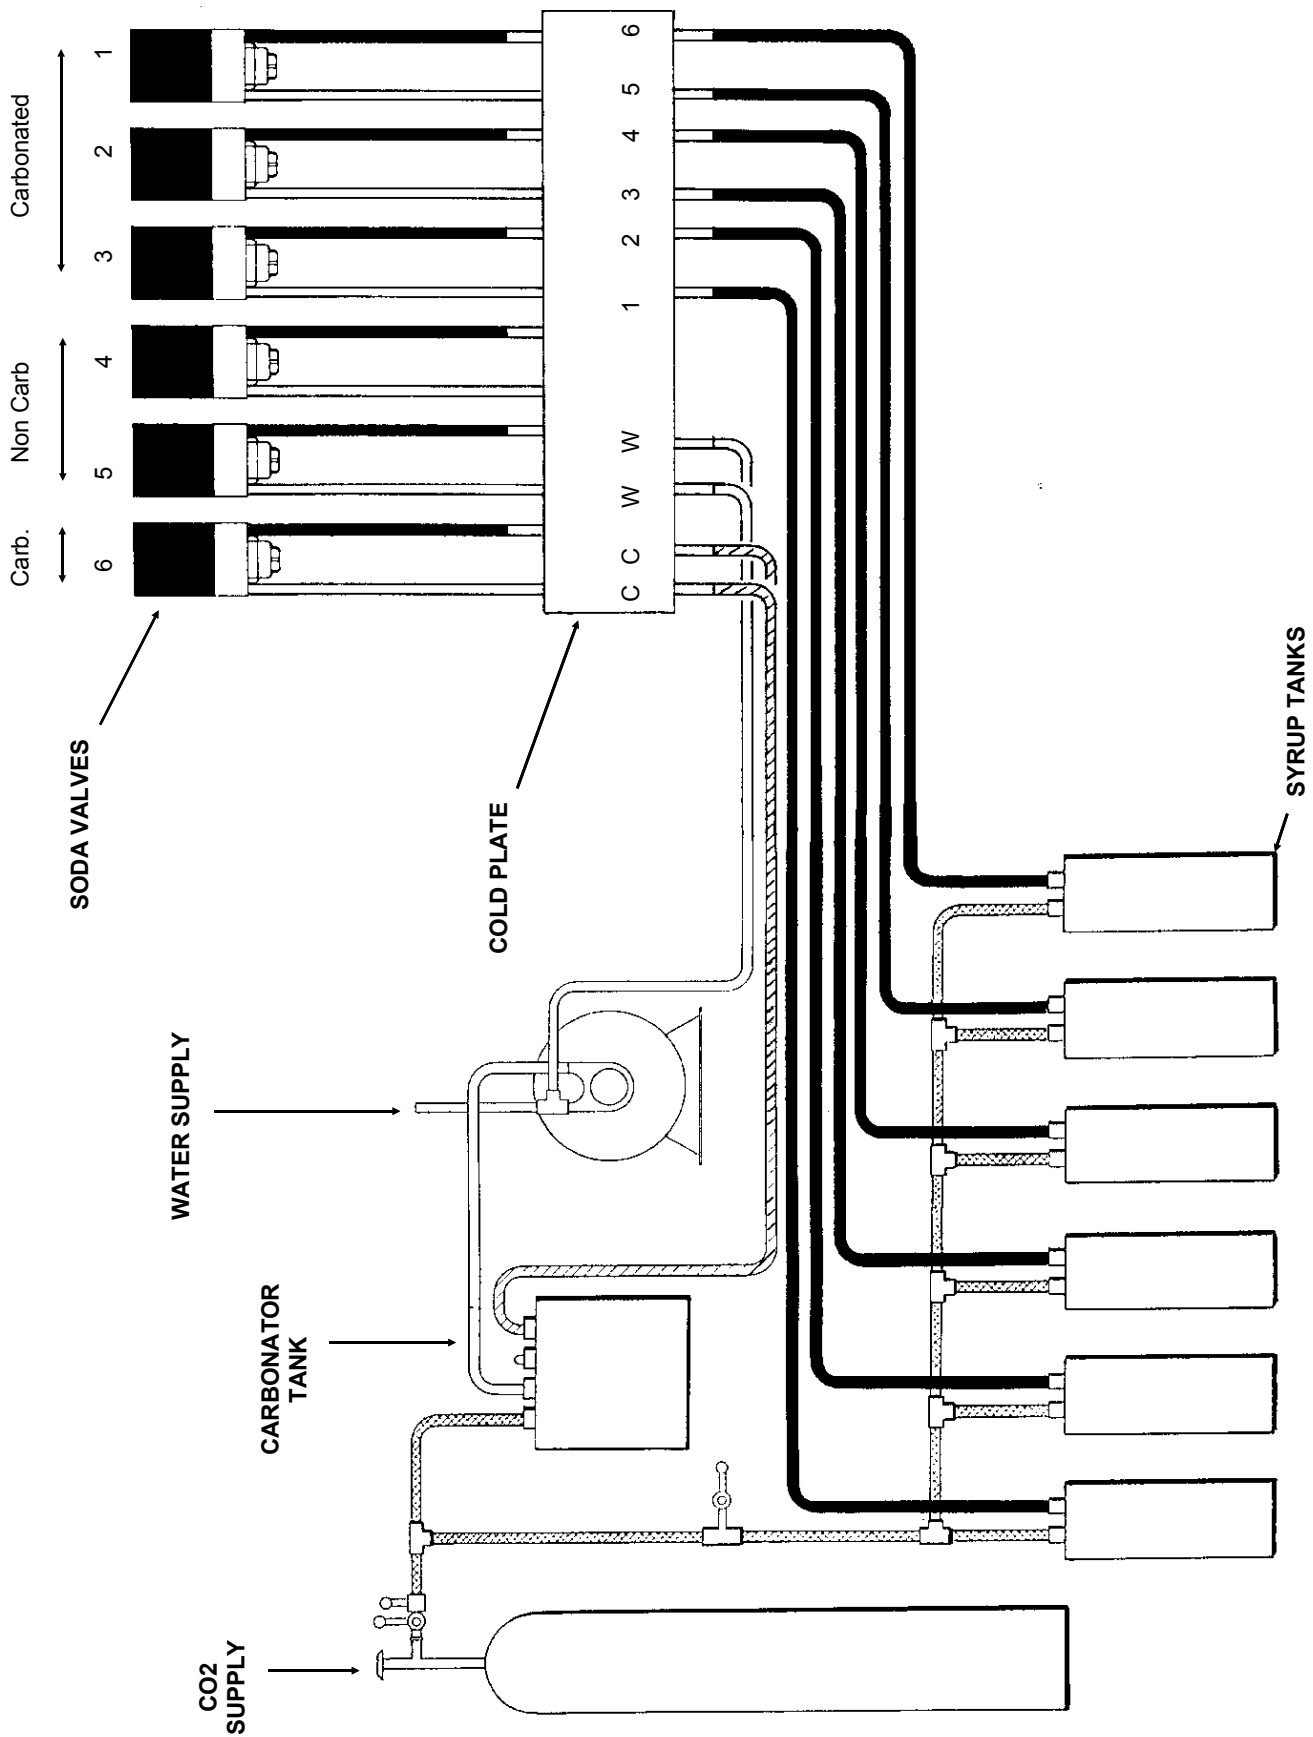 Carb.
Non Carb
Carbonated
6 5 4 3 2 1
SODA VALVES
WATER SUPPLY
CO2
SUPPLY
CARBONATOR
TANK
COLD PLATE
C C W W 1 2 3 4 5 6
SYRUP TANKS